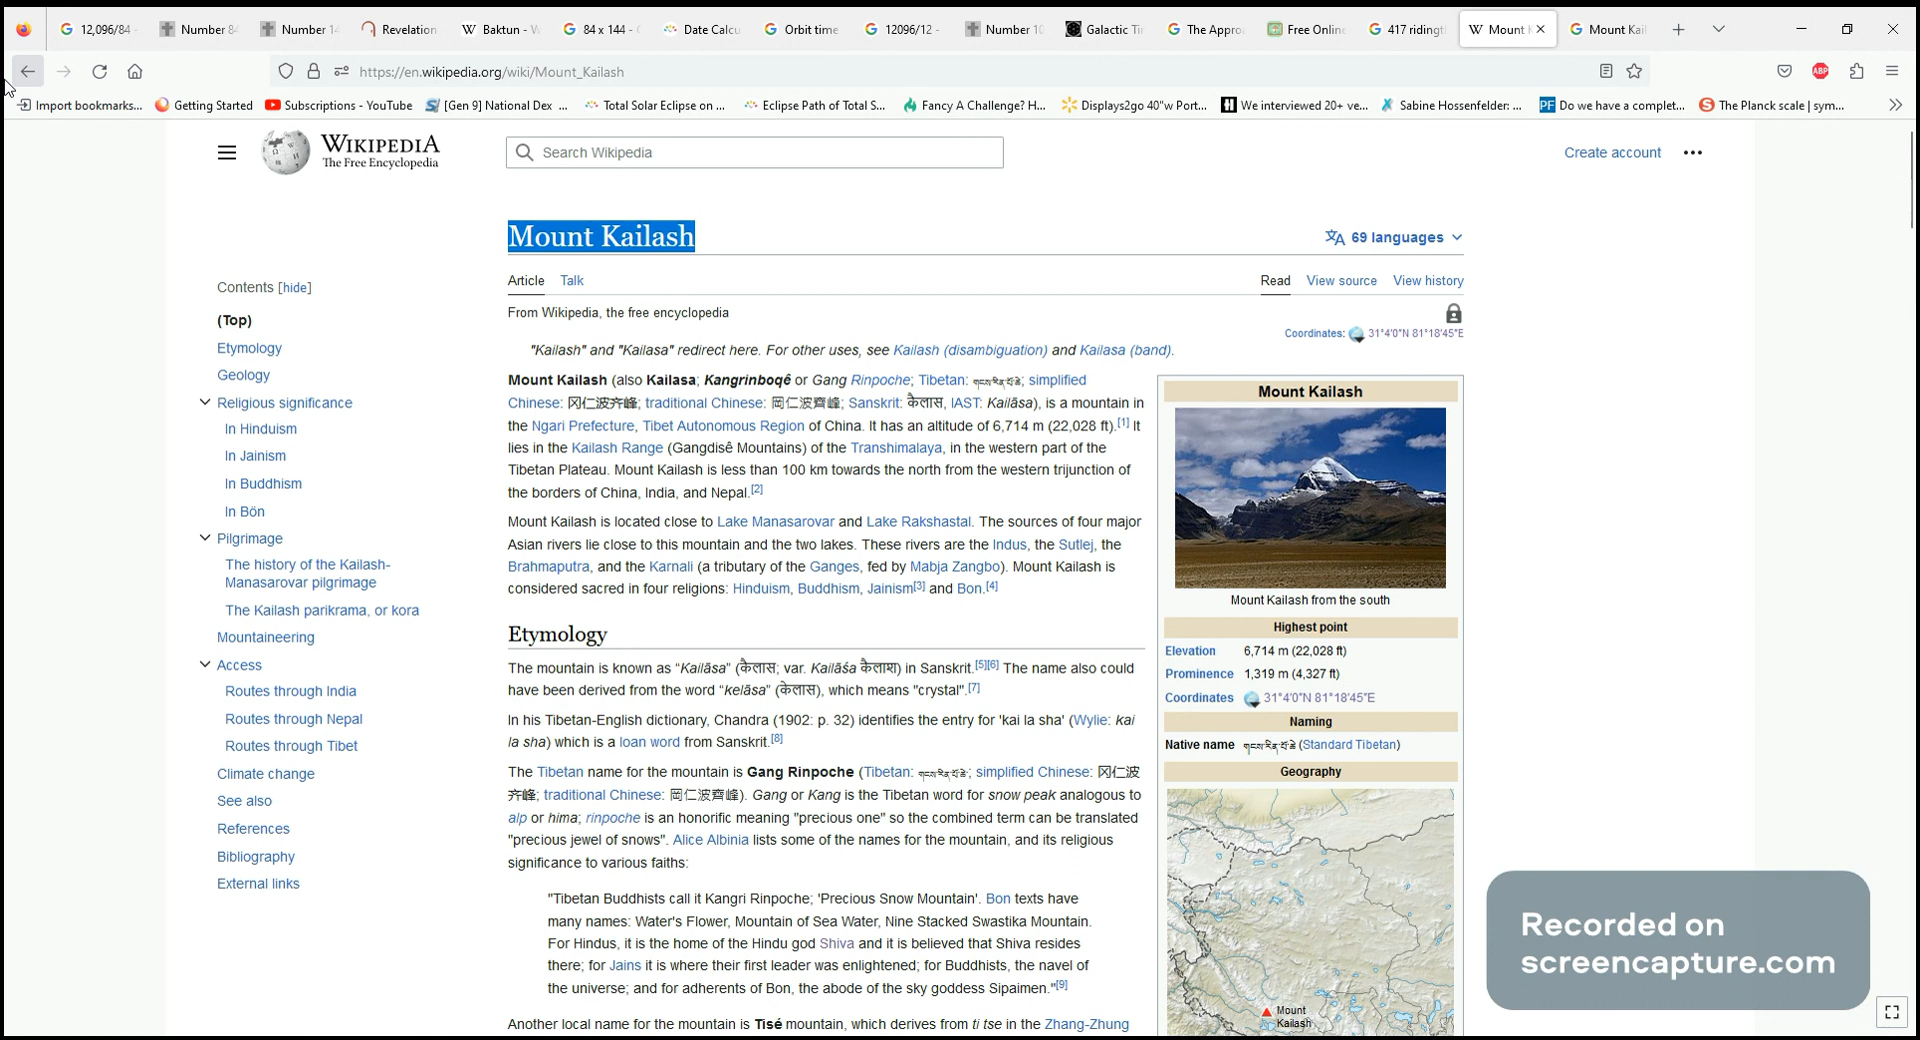 12,096/84
Number 84
Number 14
Revelation
Baktun - W
84 x 144 - G
Date Calcu
Orbit time
12096/12 -
Number 10
Galactic Ti
The Appro
Free Online
417 ridingt
Mount
Mount Kail
https://en.wikipedia.org/wiki/Mount_Kailash
ABP
Import bookmarks...
Getting Started
Subscriptions - YouTube
[Gen 9] National Dex ...
Total Solar Eclipse on ...
Eclipse Path of Total S...
Fancy A Challenge? H...
Displays2go 40"w Port...
We interviewed 20+ ve...
Sabine Hossenfelder: ...
Do we have a complet...
The Planck scale | sym...
WIKIPEDIA
The Free Encyclopedia
Search Wikipedia
Create account
Mount Kailash
69 languages
Contents [hide]
(Top)
Etymology
Geology
Religious significance
In Hinduism
In Jainism
In Buddhism
In Bön
Pilgrimage
The history of the Kailash-
Manasarovar pilgrimage
The Kailash parikrama, or kora
Mountaineering
Access
Routes through India
Routes through Nepal
Routes through Tibet
Climate change
See also
References
Bibliography
External links
Article Talk
Read View source View history
From Wikipedia, the free encyclopedia
Coordinates: 31°4′0″N 81°18′45″E
"Kailash" and "Kailasa" redirect here. For other uses, see Kailash (disambiguation) and Kailasa (band).
Mount Kailash (also Kailasa; Kangrinboqê or Gang Rinpoche; Tibetan: གངས་རིན་པོ་ཆེ; simplified
Chinese: 冈仁波齐峰; traditional Chinese: 岡仁波齊峰; Sanskrit: कैलास, IAST: Kailāsa), is a mountain in
the Ngari Prefecture, Tibet Autonomous Region of China. It has an altitude of 6,714 m (22,028 ft).[1] It
lies in the Kailash Range (Gangdisê Mountains) of the Transhimalaya, in the western part of the
Tibetan Plateau. Mount Kailash is less than 100 km towards the north from the western trijunction of
the borders of China, India, and Nepal.[2]
Mount Kailash is located close to Lake Manasarovar and Lake Rakshastal. The sources of four major
Asian rivers lie close to this mountain and the two lakes. These rivers are the Indus, the Sutlej, the
Brahmaputra, and the Karnali (a tributary of the Ganges, fed by Mabja Zangbo). Mount Kailash is
considered sacred in four religions: Hinduism, Buddhism, Jainism[3] and Bon.[4]
Etymology
The mountain is known as “Kailāsa” (कैलास; var. Kailāśa कैलाश) in Sanskrit.[5][6] The name also could
have been derived from the word “kelāsa” (केलास), which means "crystal".[7]
In his Tibetan-English dictionary, Chandra (1902: p. 32) identifies the entry for 'kai la sha' (Wylie: kai
la sha) which is a loan word from Sanskrit.[8]
The Tibetan name for the mountain is Gang Rinpoche (Tibetan: གངས་རིན་པོ་ཆེ; simplified Chinese: 冈仁波
齐峰; traditional Chinese: 岡仁波齊峰). Gang or Kang is the Tibetan word for snow peak analogous to
alp or hima; rinpoche is an honorific meaning "precious one" so the combined term can be translated
"precious jewel of snows". Alice Albinia lists some of the names for the mountain, and its religious
significance to various faiths:
"Tibetan Buddhists call it Kangri Rinpoche; 'Precious Snow Mountain'. Bon texts have
many names: Water's Flower, Mountain of Sea Water, Nine Stacked Swastika Mountain.
For Hindus, it is the home of the Hindu god Shiva and it is believed that Shiva resides
there; for Jains it is where their first leader was enlightened; for Buddhists, the navel of
the universe; and for adherents of Bon, the abode of the sky goddess Sipaimen."[9]
Another local name for the mountain is Tisé mountain, which derives from ti tse in the Zhang-Zhung
Mount Kailash
Mount Kailash from the south
Highest point
Elevation 6,714 m (22,028 ft)
Prominence 1,319 m (4,327 ft)
Coordinates 31°4′0″N 81°18′45″E
Naming
Native name གངས་རིན་པོ་ཆེ (Standard Tibetan)
Geography
Mount
Kailash
Recorded on
screencapture.com